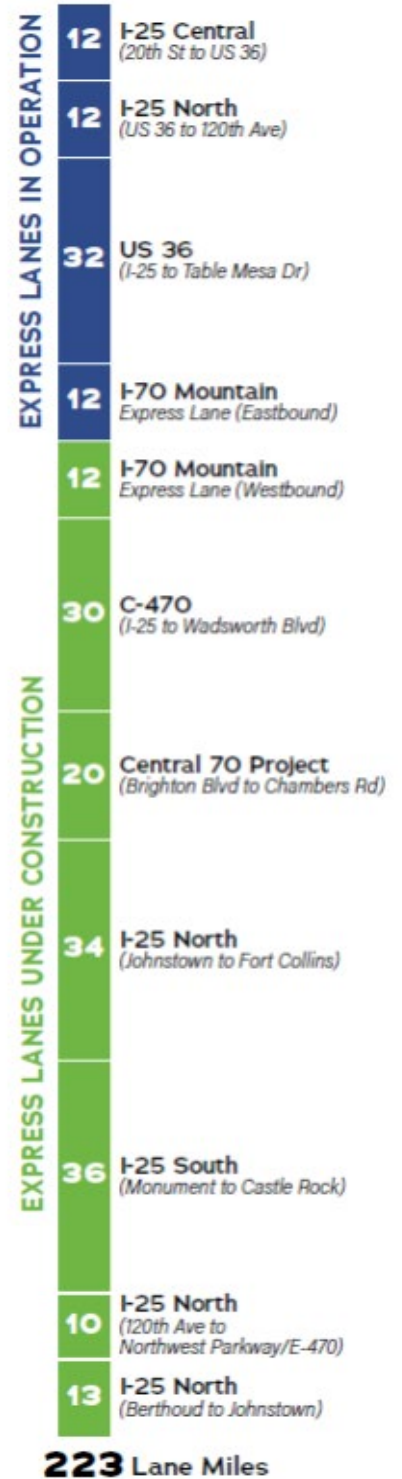 EXPRESS LANES IN OPERATION
12 I-25 Central
(20th St to US 36)
12 I-25 North
(US 36 to 120th Ave)
32 US 36
(I-25 to Table Mesa Dr)
12 I-70 Mountain
Express Lane (Eastbound)
EXPRESS LANES UNDER CONSTRUCTION
12 I-70 Mountain
Express Lane (Westbound)
30 C-470
(I-25 to Wadsworth Blvd)
20 Central 70 Project
(Brighton Blvd to Chambers Rd)
34 I-25 North
(Johnstown to Fort Collins)
36 I-25 South
(Monument to Castle Rock)
10 I-25 North
(120th Ave to
Northwest Parkway/E-470)
13 I-25 North
(Berthoud to Johnstown)
223 Lane Miles